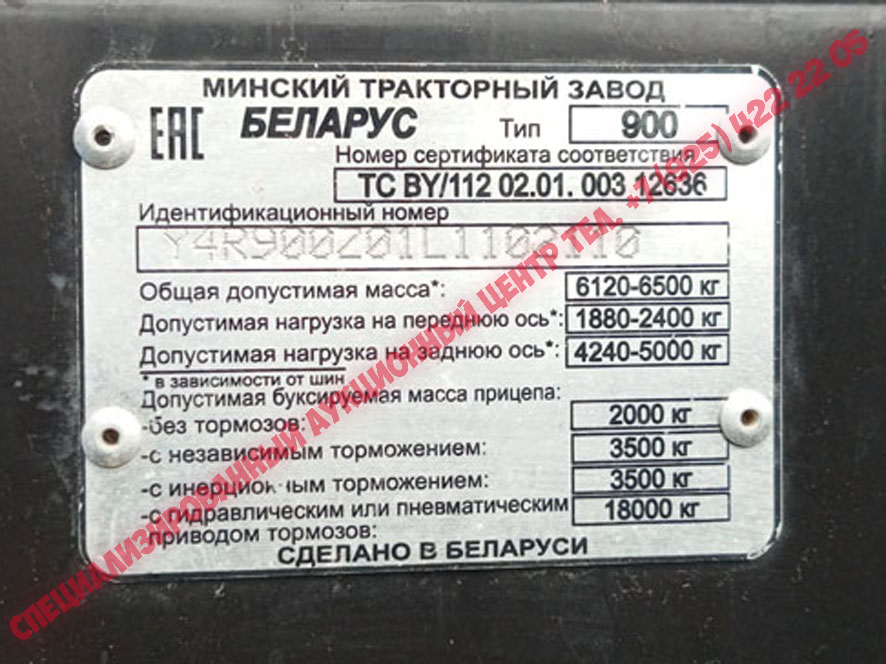 МИНСКИЙ ТРАКТОРНЫЙ ЗАВОД
EAC БЕЛАРУС Тип 900
Номер сертификата соответствия
ТС BY/112 02.01. 003 12636
Идентификационный номер
Y4R900Z01L1102110
Общая допустимая масса*: 6120-6500 кг
Допустимая нагрузка на переднюю ось*: 1880-2400 кг
Допустимая нагрузка на заднюю ось*: 4240-5000 кг
* в зависимости от шин
Допустимая буксируемая масса прицепа:
-без тормозов: 2000 кг
-с независимым торможением: 3500 кг
-с инерционным торможением: 3500 кг
-с гидравлическим или пневматическим 18000 кг
приводом тормозов:
СДЕЛАНО В БЕЛАРУСИ
СПЕЦИАЛИЗИРОВАННЫЙ АУКЦИОННЫЙ ЦЕНТР ТЕЛ. +7(925) 422 22 05